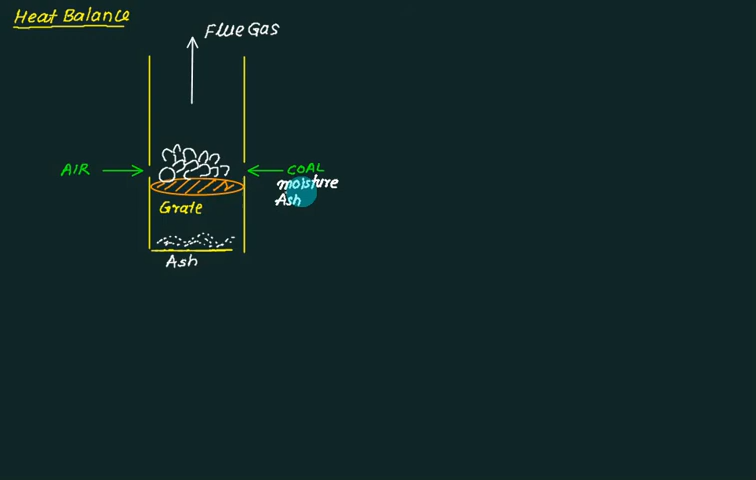 Heat Balance
Flue Gas
AIR
COAL
moisture
Ash
Grate
Ash